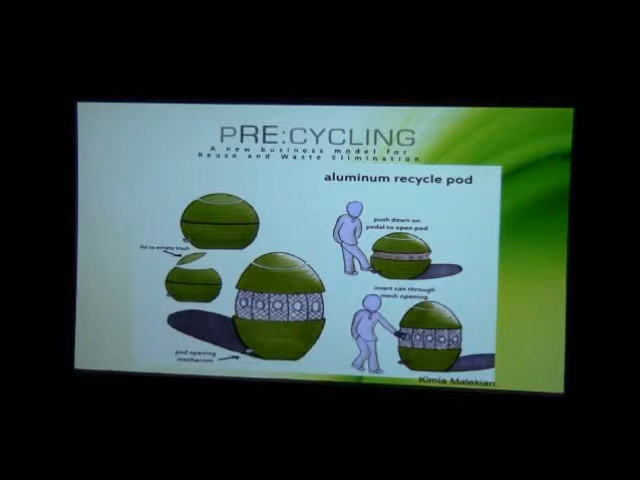 PRE:CYCLING
A new business model for
Reuse and Waste Elimination
aluminum recycle pod
push down on
pedal to open pod
lid to empty trash
insert can through
mesh opening
pod opening
mechanism
Kimia Malekian